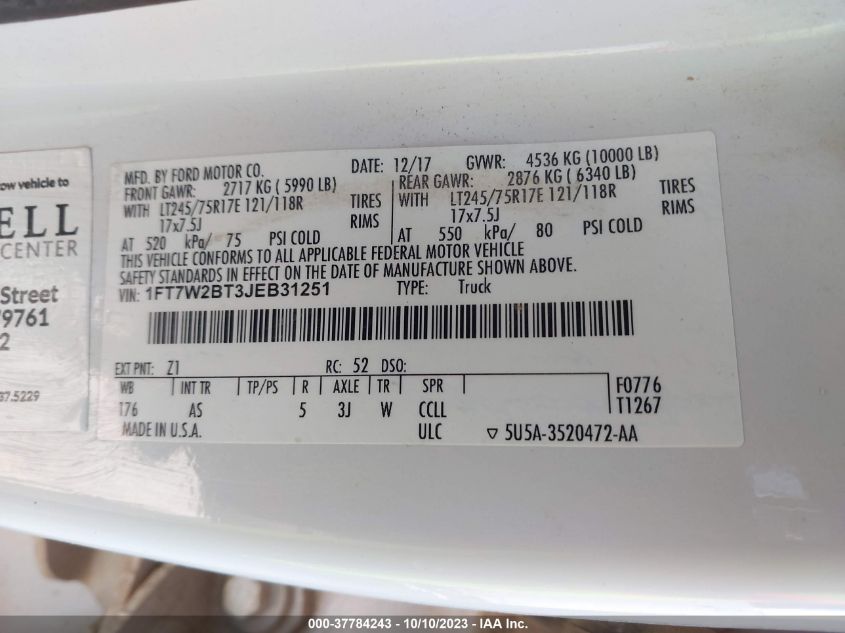 ow vehicle to
ELL
CENTER
Street
79761
2
37.5229
MFD. BY FORD MOTOR CO. DATE: 12/17 GVWR: 4536 KG (10000 LB)
FRONT GAWR: 2717 KG ( 5990 LB) REAR GAWR: 2876 KG ( 6340 LB)
WITH LT245/75R17E 121/118R TIRES WITH LT245/75R17E 121/118R TIRES
17x7.5J RIMS 17x7.5J RIMS
AT 520 kPa/ 75 PSI COLD AT 550 kPa/ 80 PSI COLD
THIS VEHICLE CONFORMS TO ALL APPLICABLE FEDERAL MOTOR VEHICLE
SAFETY STANDARDS IN EFFECT ON THE DATE OF MANUFACTURE SHOWN ABOVE.
VIN: 1FT7W2BT3JEB31251 TYPE: Truck
EXT PNT: Z1 RC: 52 DSO:
WB INT TR TP/PS R AXLE TR SPR F0776
176 AS 5 3J W CCLL T1267
MADE IN U.S.A. ULC ▽ 5U5A-3520472-AA
000-37784243 - 10/10/2023 - IAA Inc.